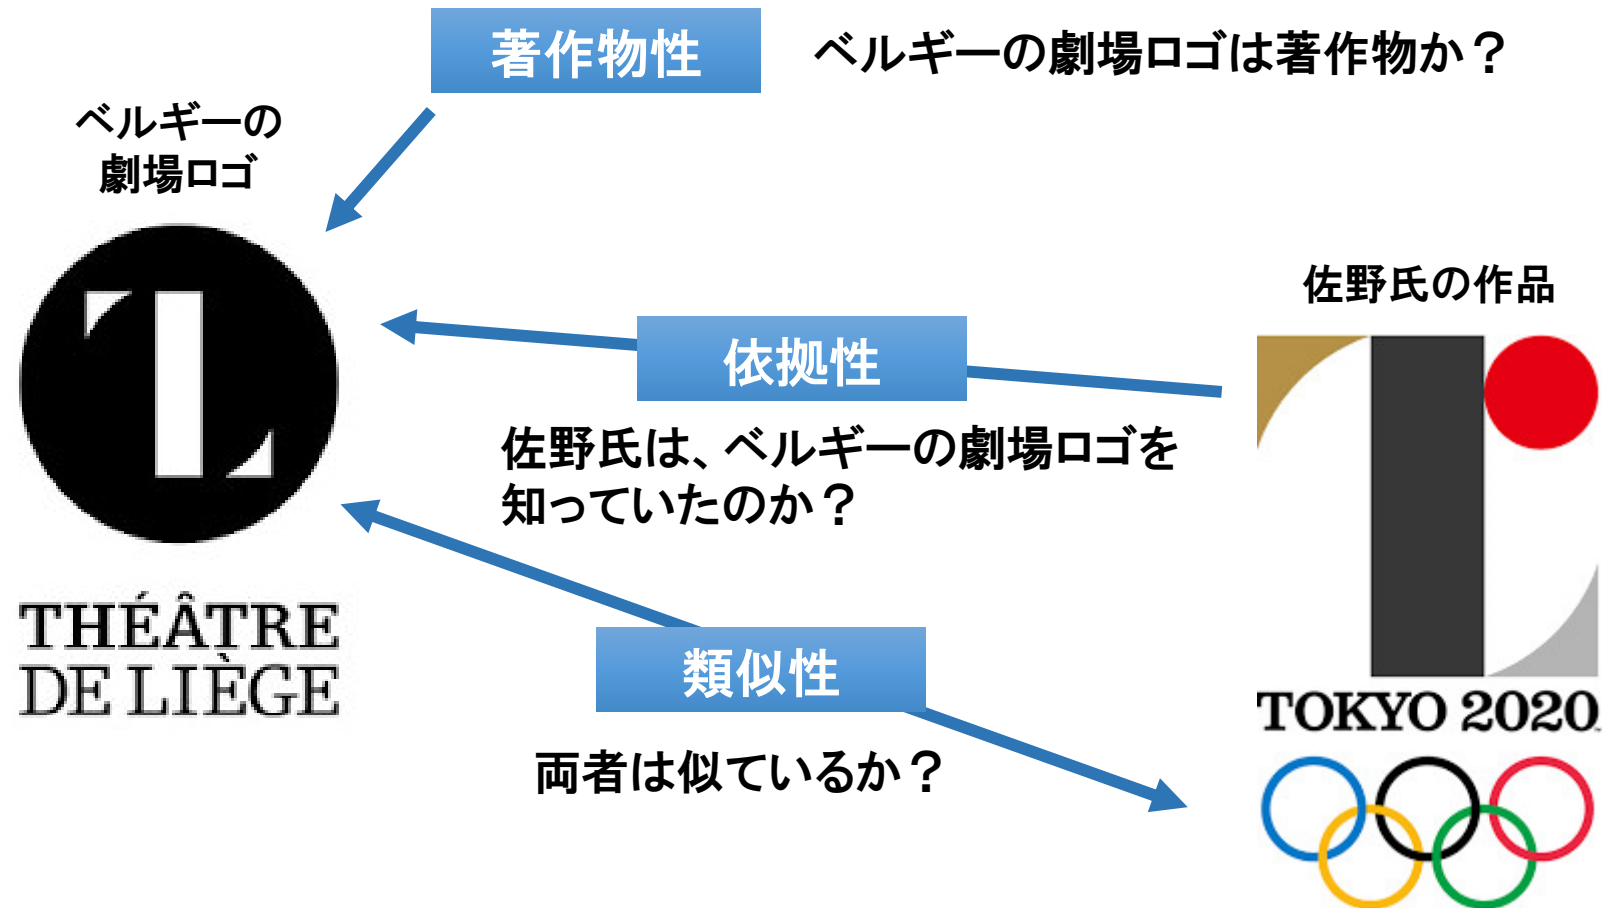 著作物性
ベルギーの劇場ロゴは著作物か？
ベルギーの
劇場ロゴ
THÉÂTRE
DE LIÈGE
依拠性
佐野氏は、ベルギーの劇場ロゴを
知っていたのか？
類似性
両者は似ているか？
佐野氏の作品
TOKYO 2020